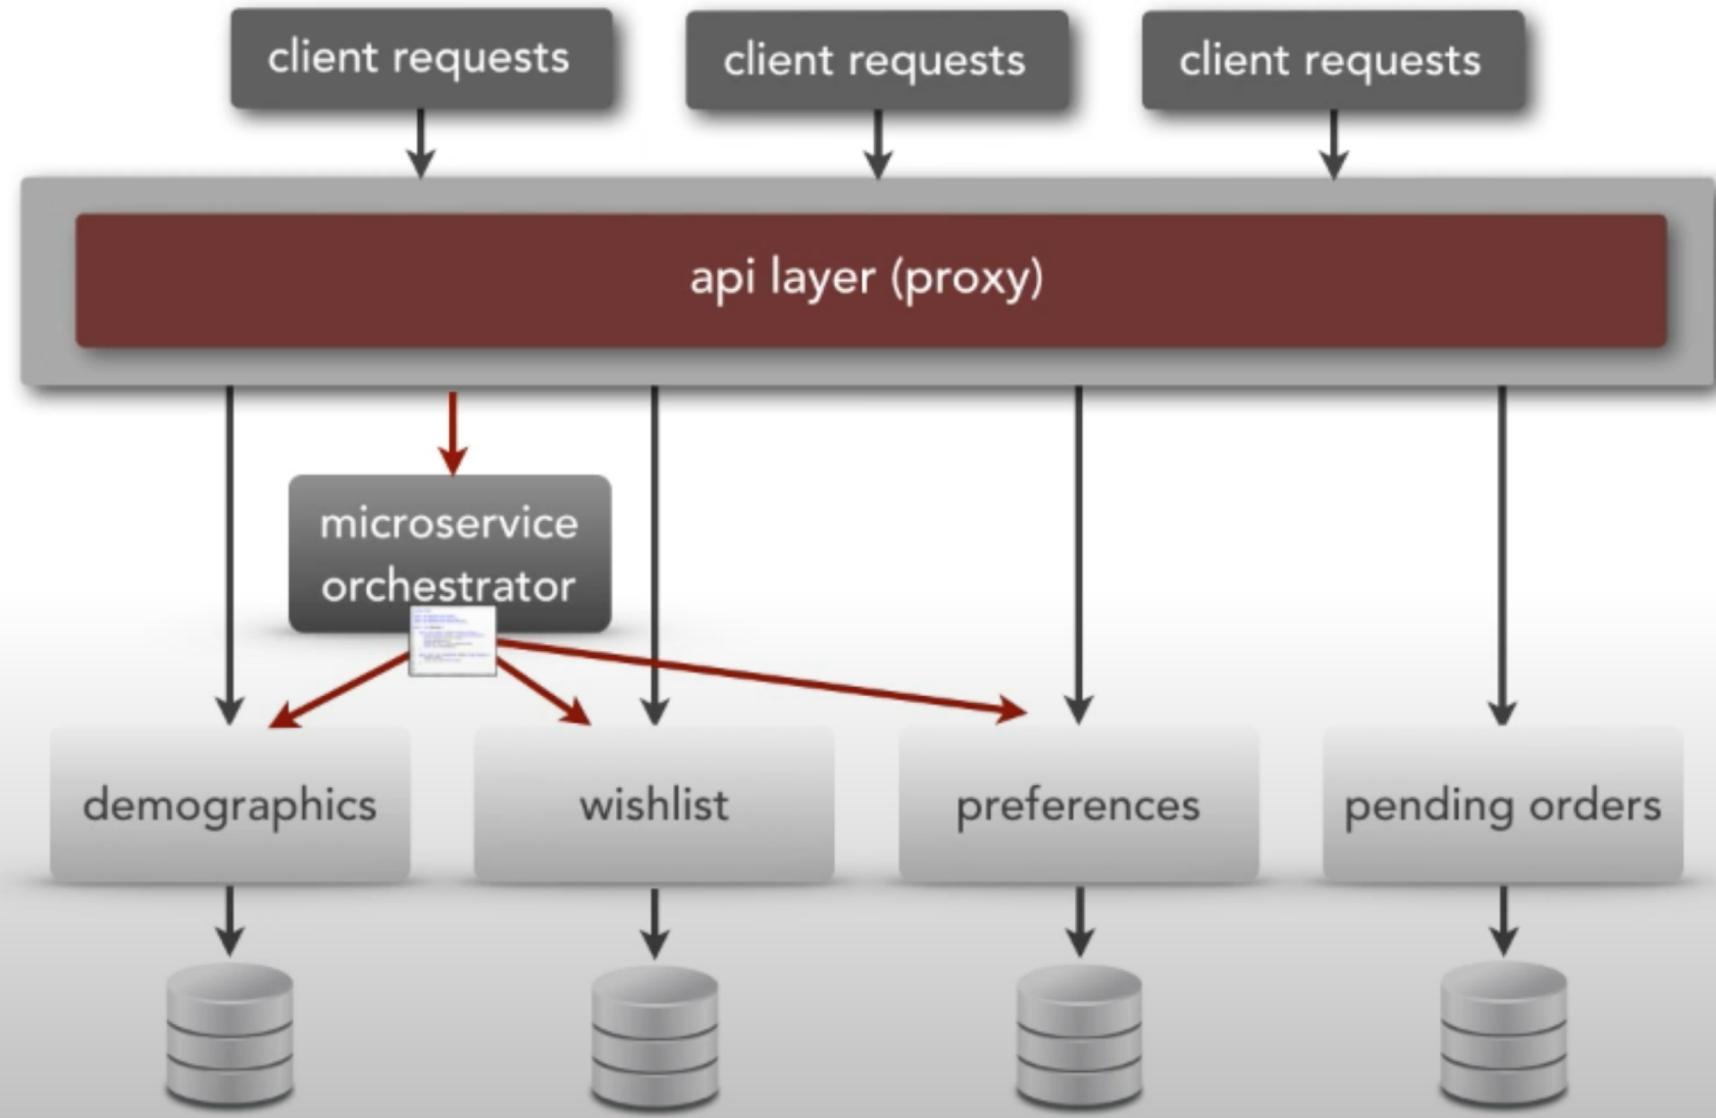 client requests
client requests
client requests
api layer (proxy)
microservice
orchestrator
demographics
wishlist
preferences
pending orders